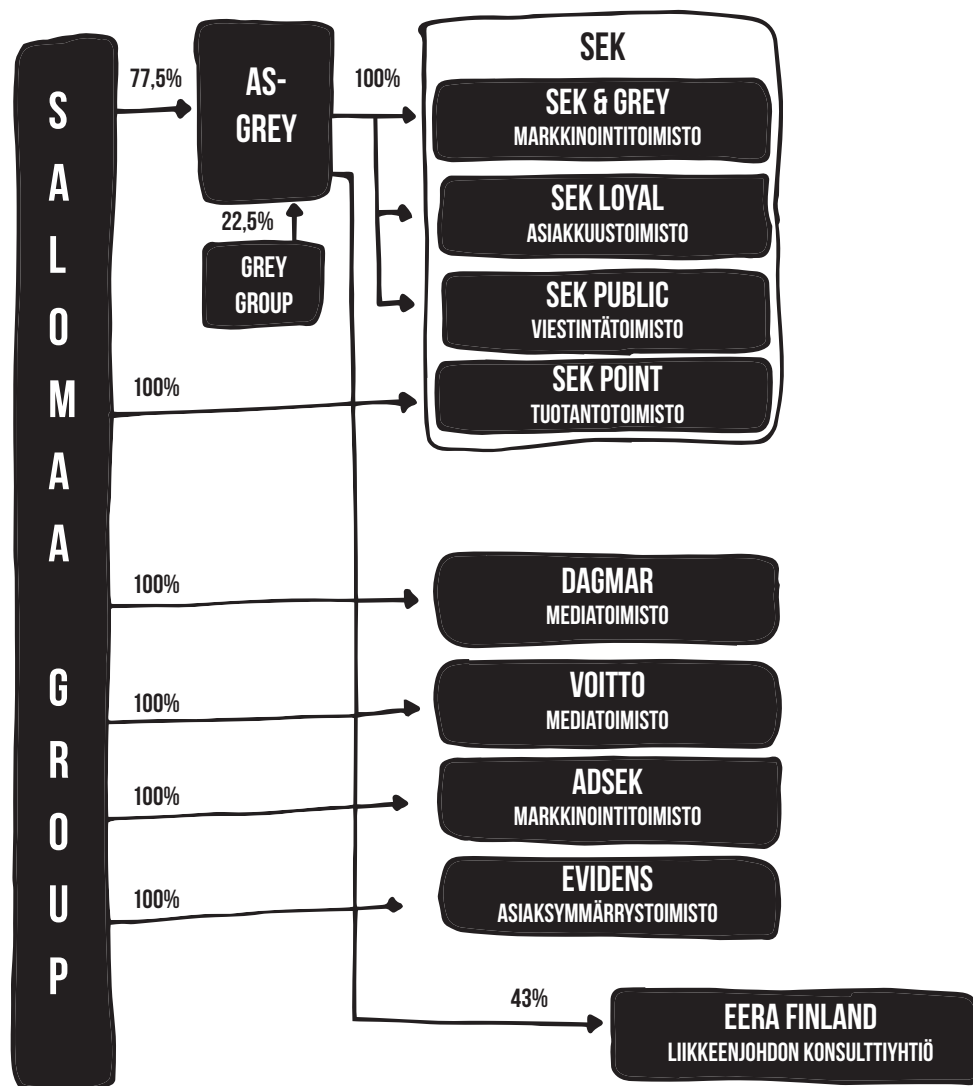 SALOMAA GROUP
77,5%
AS-
GREY
100%
22,5%
GREY
GROUP
SEK
SEK & GREY
MARKKINOINTITOIMISTO
SEK LOYAL
ASIAKKUUSTOIMISTO
SEK PUBLIC
VIESTINTÄTOIMISTO
100%
SEK POINT
TUOTANTOTOIMISTO
100%
DAGMAR
MEDIATOIMISTO
100%
VOITTO
MEDIATOIMISTO
100%
ADSEK
MARKKINOINTITOIMISTO
100%
EVIDENS
ASIAKSYMMÄRRYSTOIMISTO
43%
EERA FINLAND
LIIKKEENJOHDON KONSULTTIYHTIÖ